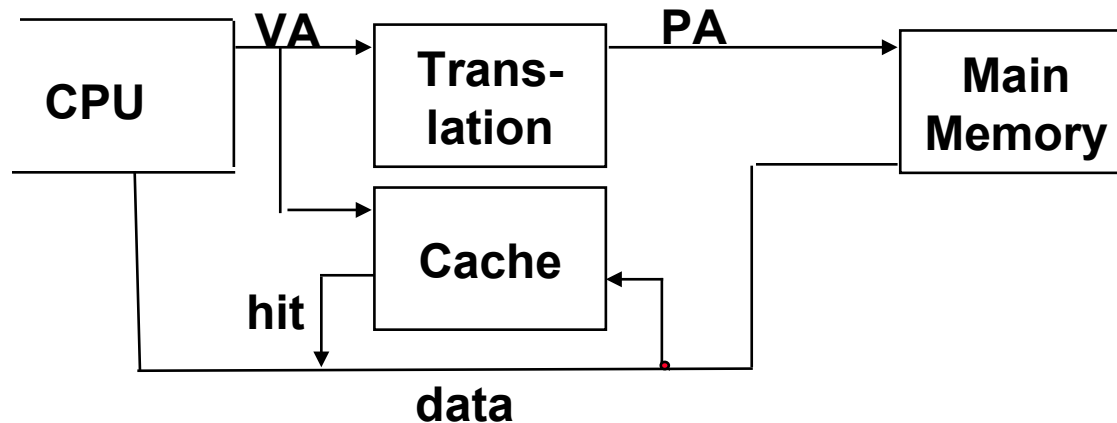 VA
PA
CPU
Trans-
lation
Main
Memory
Cache
hit
data